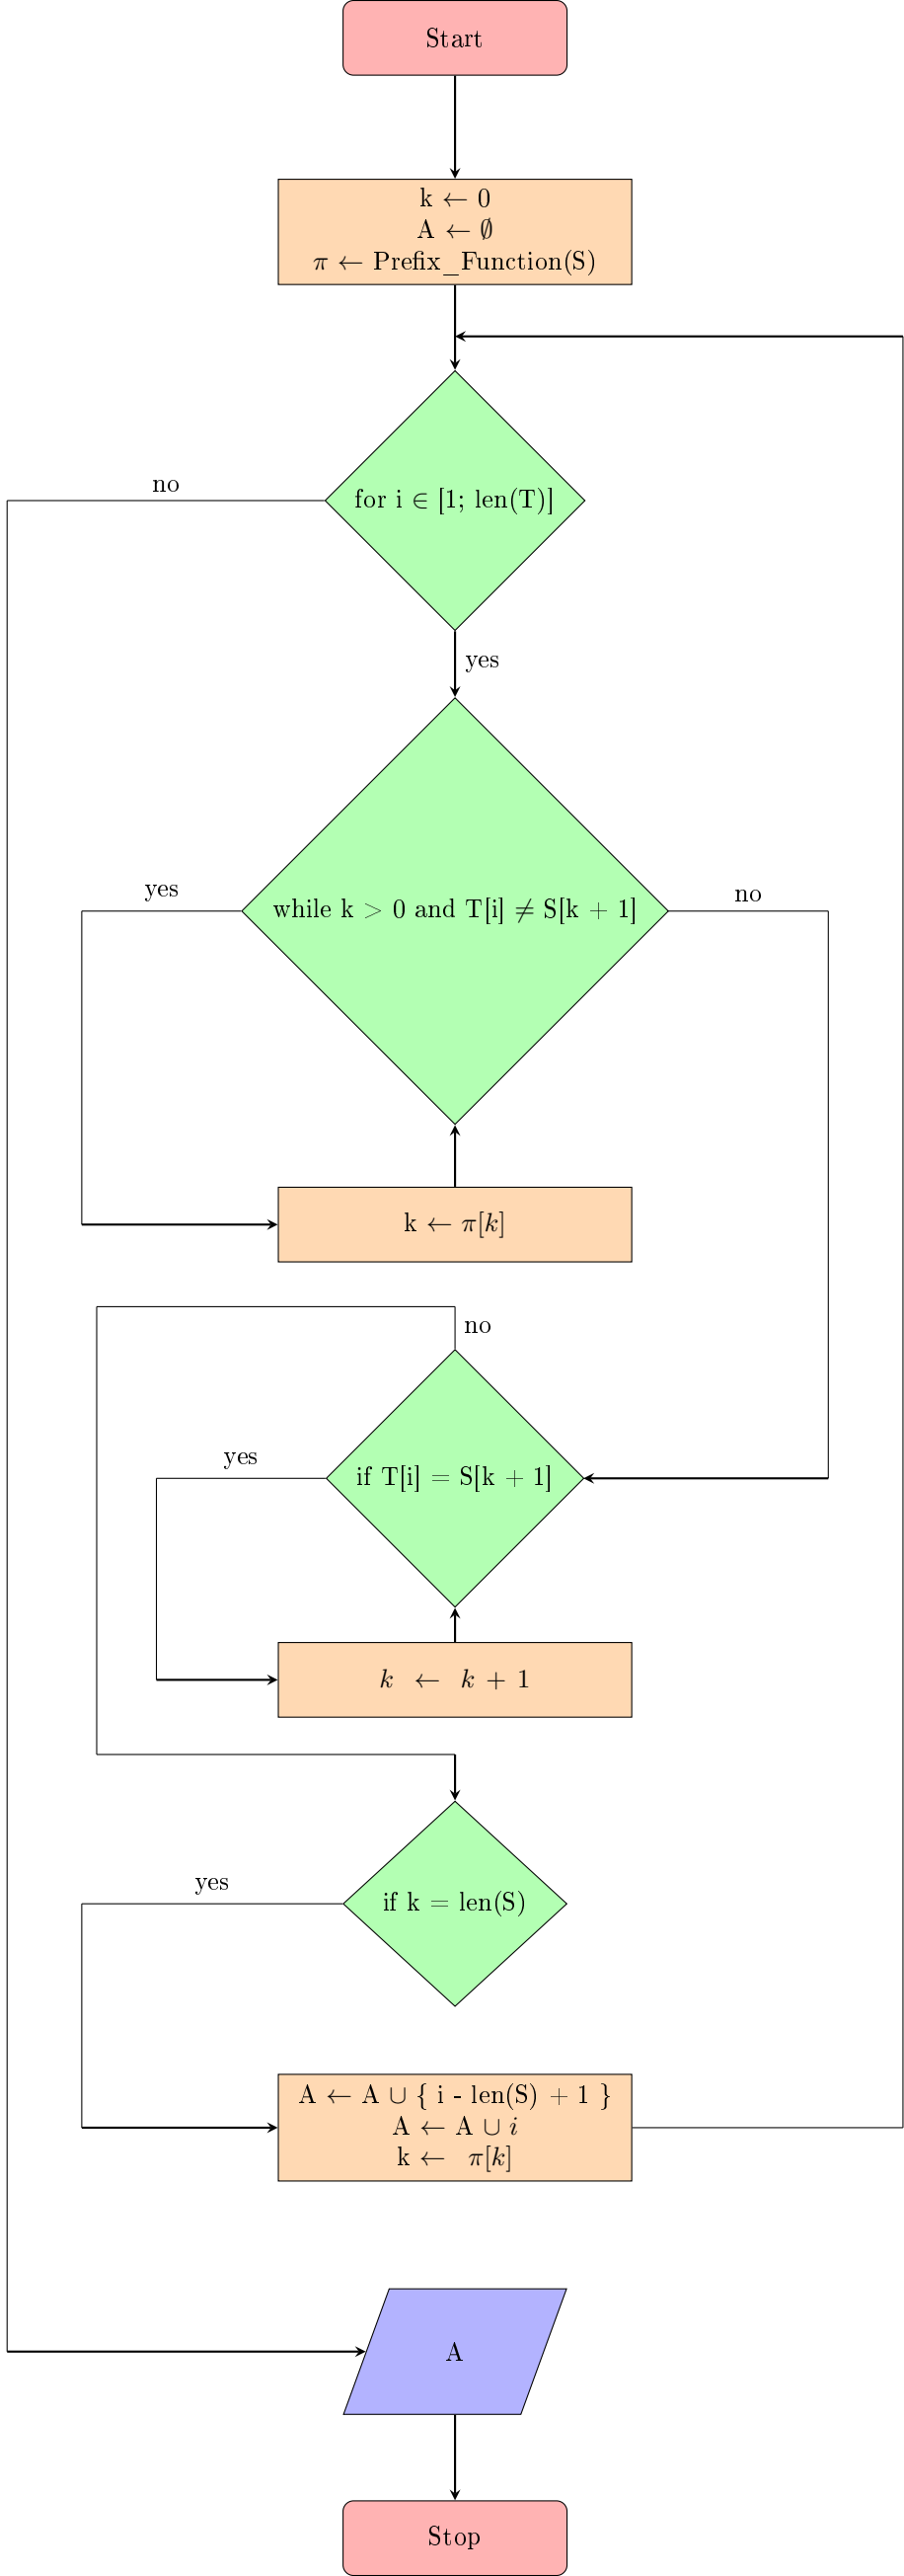 Start
k ← 0
A ← ∅
π ← Prefix_Function(S)
no
for i ∈ [1; len(T)]
yes
yes
no
while k > 0 and T[i] ≠ S[k + 1]
k ← π[k]
no
yes
if T[i] = S[k + 1]
k ← k + 1
yes
if k = len(S)
A ← A ∪ { i - len(S) + 1 }
A ← A ∪ i
k ← π[k]
A
Stop